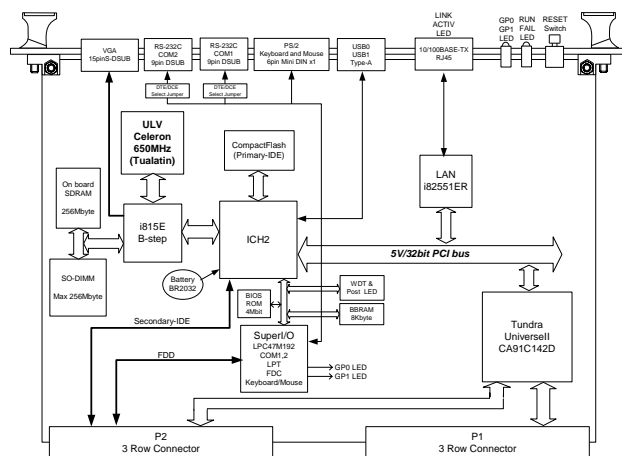 LINK
ACTIV
LED
GP0
GP1
LED
RUN
FAIL
LED
RESET
Switch
VGA
15pinS-DSUB
RS-232C
COM2
9pin DSUB
RS-232C
COM1
9pin DSUB
PS/2
Keyboard and Mouse
6pin Mini DIN x1
USB0
USB1
Type-A
10/100BASE-TX
RJ45
DTE/DCE
Select Jumper
DTE/DCE
Select Jumper
ULV
Celeron
650MHz
(Tualatin)
CompactFlash
(Primary-IDE)
LAN
i82551ER
On board
SDRAM
256Mbyte
i815E
B-step
ICH2
5V/32bit PCI bus
SO-DIMM
Max 256Mbyte
Battery
BR2032
BIOS
ROM
4Mbit
WDT &
Post LED
BBRAM
8Kbyte
Secondary-IDE
FDD
SuperI/O
LPC47M192
COM1,2
LPT
FDC
Keyboard/Mouse
GP0 LED
GP1 LED
Tundra
UniverseII
CA91C142D
P2
3 Row Connector
P1
3 Row Connector